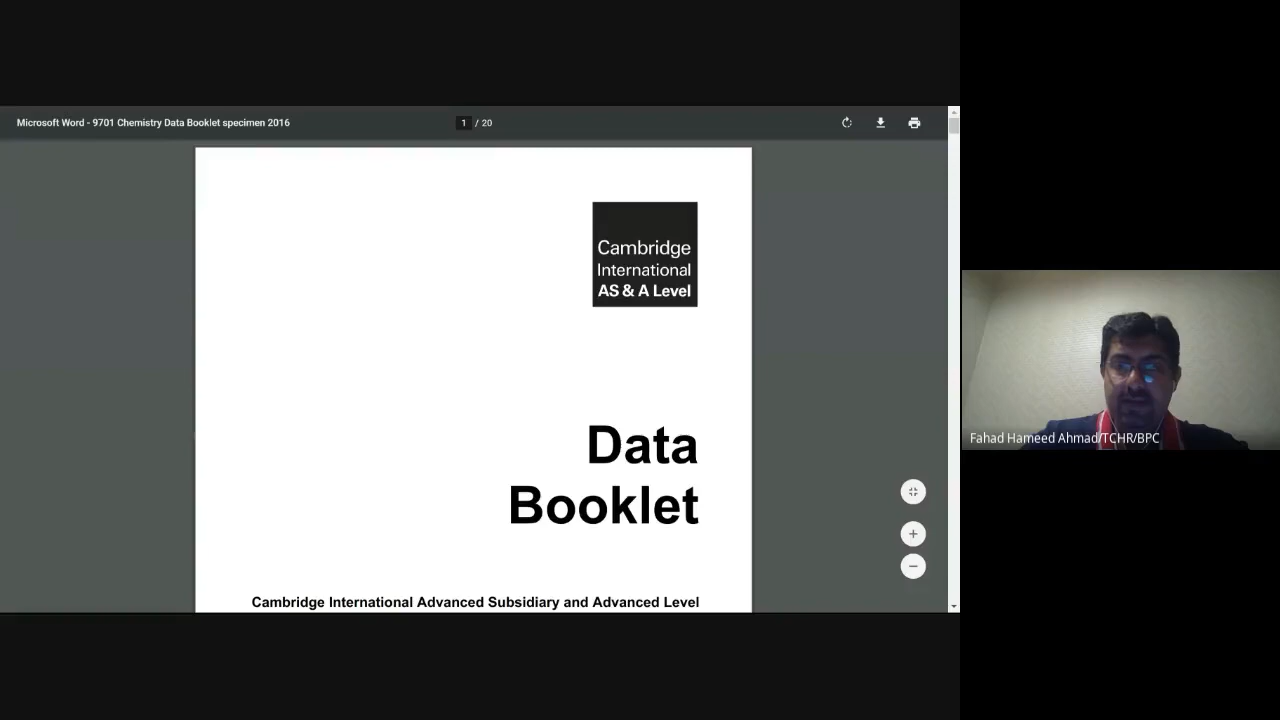 Microsoft Word - 9701 Chemistry Data Booklet specimen 2016
1 / 20
Cambridge
International
AS & A Level
Data
Booklet
Cambridge International Advanced Subsidiary and Advanced Level
Fahad Hameed Ahmad/TCHR/BPC